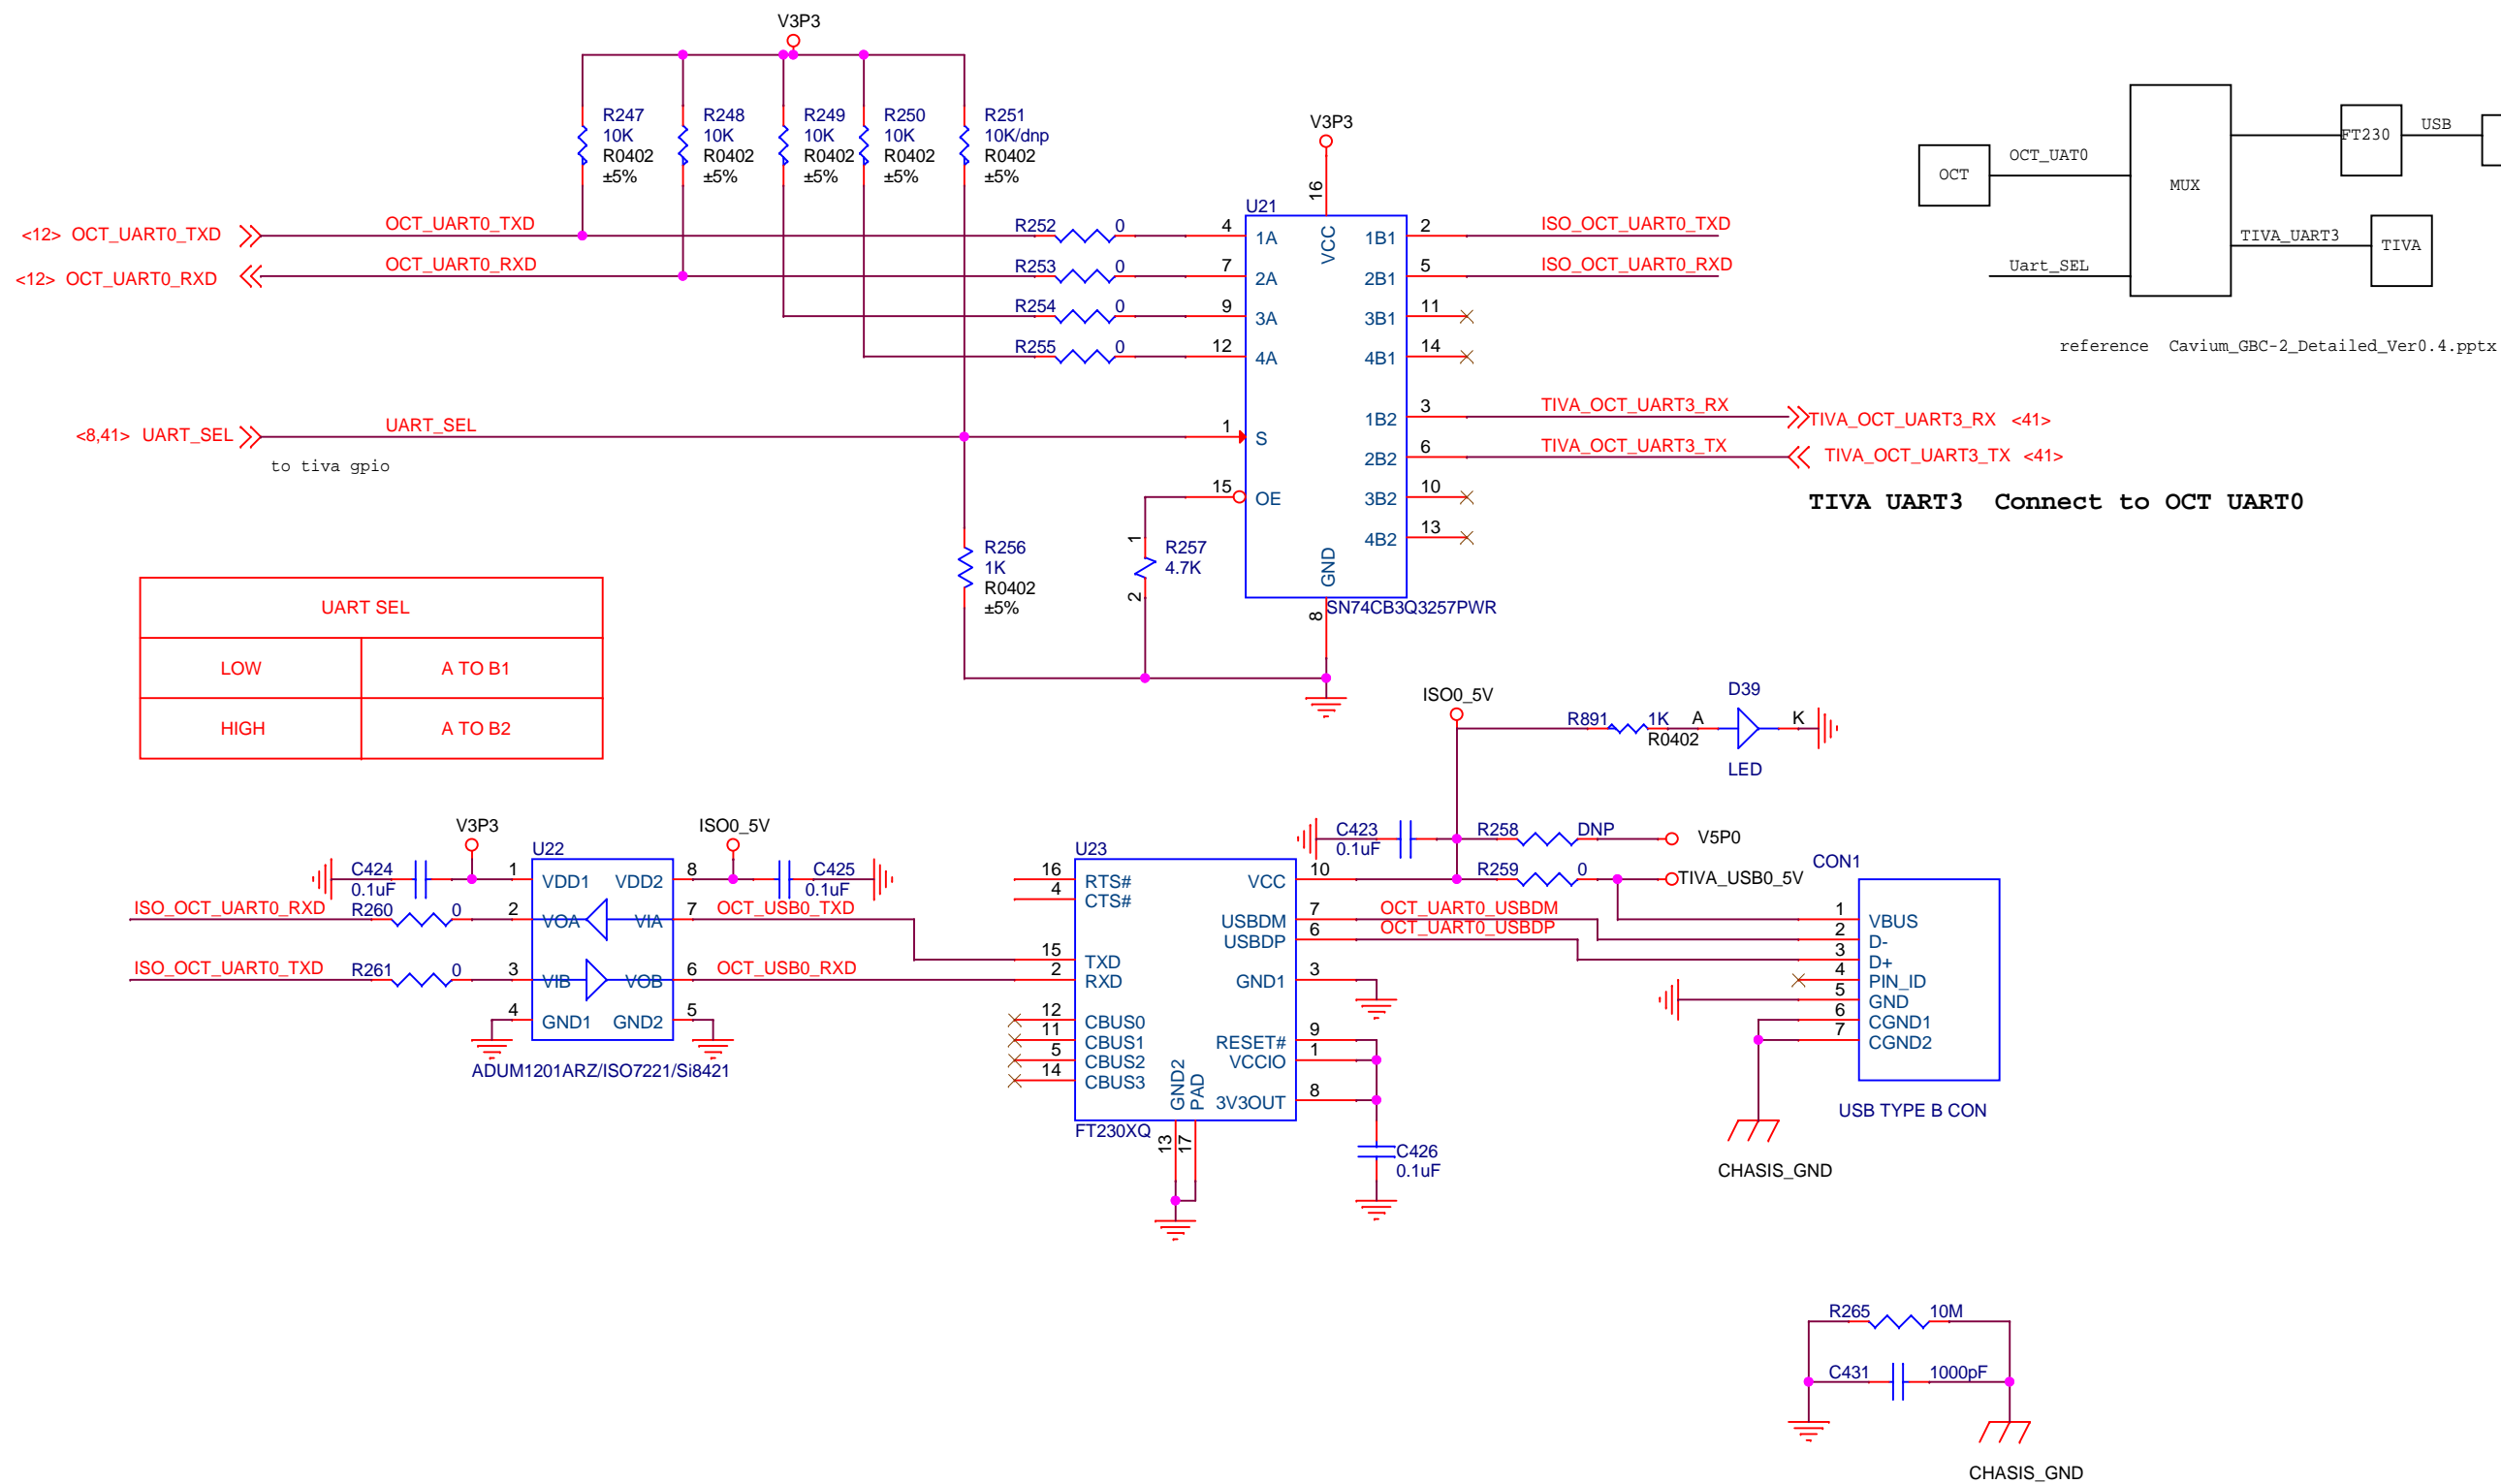 V3P3
R247
10K
R0402
±5%
R248
10K
R0402
±5%
R249
10K
R0402
±5%
R250
10K
R0402
±5%
R251
10K/dnp
R0402
±5%
<12> OCT_UART0_TXD
OCT_UART0_TXD
<12> OCT_UART0_RXD
OCT_UART0_RXD
<8,41> UART_SEL
UART_SEL
to tiva gpio
R252 0
R253 0
R254 0
R255 0
V3P3
16
U21
4 1A
7 2A
9 3A
12 4A
1 S
15 OE
VCC
GND
8
1B1 2
2B1 5
3B1 11
4B1 14
1B2 3
2B2 6
3B2 10
4B2 13
SN74CB3Q3257PWR
ISO_OCT_UART0_TXD
ISO_OCT_UART0_RXD
TIVA_OCT_UART3_RX
TIVA_OCT_UART3_RX <41>
TIVA_OCT_UART3_TX
TIVA_OCT_UART3_TX <41>
TIVA UART3 Connect to OCT UART0
R256
1K
R0402
±5%
1
R257
4.7K
2
OCT
OCT_UAT0
MUX
FT230
USB
TIVA_UART3
TIVA
Uart_SEL
reference Cavium_GBC-2_Detailed_Ver0.4.pptx
UART SEL
LOW A TO B1
HIGH A TO B2
V3P3
ISO0_5V
U22
C424
0.1uF
C425
0.1uF
1 VDD1 VDD2 8
ISO_OCT_UART0_RXD
R260 0
2 VOA VIA 7
OCT_USB0_TXD
ISO_OCT_UART0_TXD
R261 0
3 VIB VOB 6
OCT_USB0_RXD
4 GND1 GND2 5
ADUM1201ARZ/ISO7221/Si8421
ISO0_5V
R891 1K
R0402
A
D39
K
LED
C423
0.1uF
R258 DNP
V5P0
R259 0
TIVA_USB0_5V
U23
16 RTS#
4 CTS#
15 TXD
2 RXD
12 CBUS0
11 CBUS1
5 CBUS2
14 CBUS3
VCC 10
USBDM 7
USBDP 6
GND1 3
RESET# 9
VCCIO 1
3V3OUT 8
GND2
PAD
13
17
FT230XQ
OCT_UART0_USBDM
OCT_UART0_USBDP
C426
0.1uF
CON1
1 VBUS
2 D-
3 D+
4 PIN_ID
5 GND
6 CGND1
7 CGND2
USB TYPE B CON
CHASIS_GND
R265 10M
C431 1000pF
CHASIS_GND